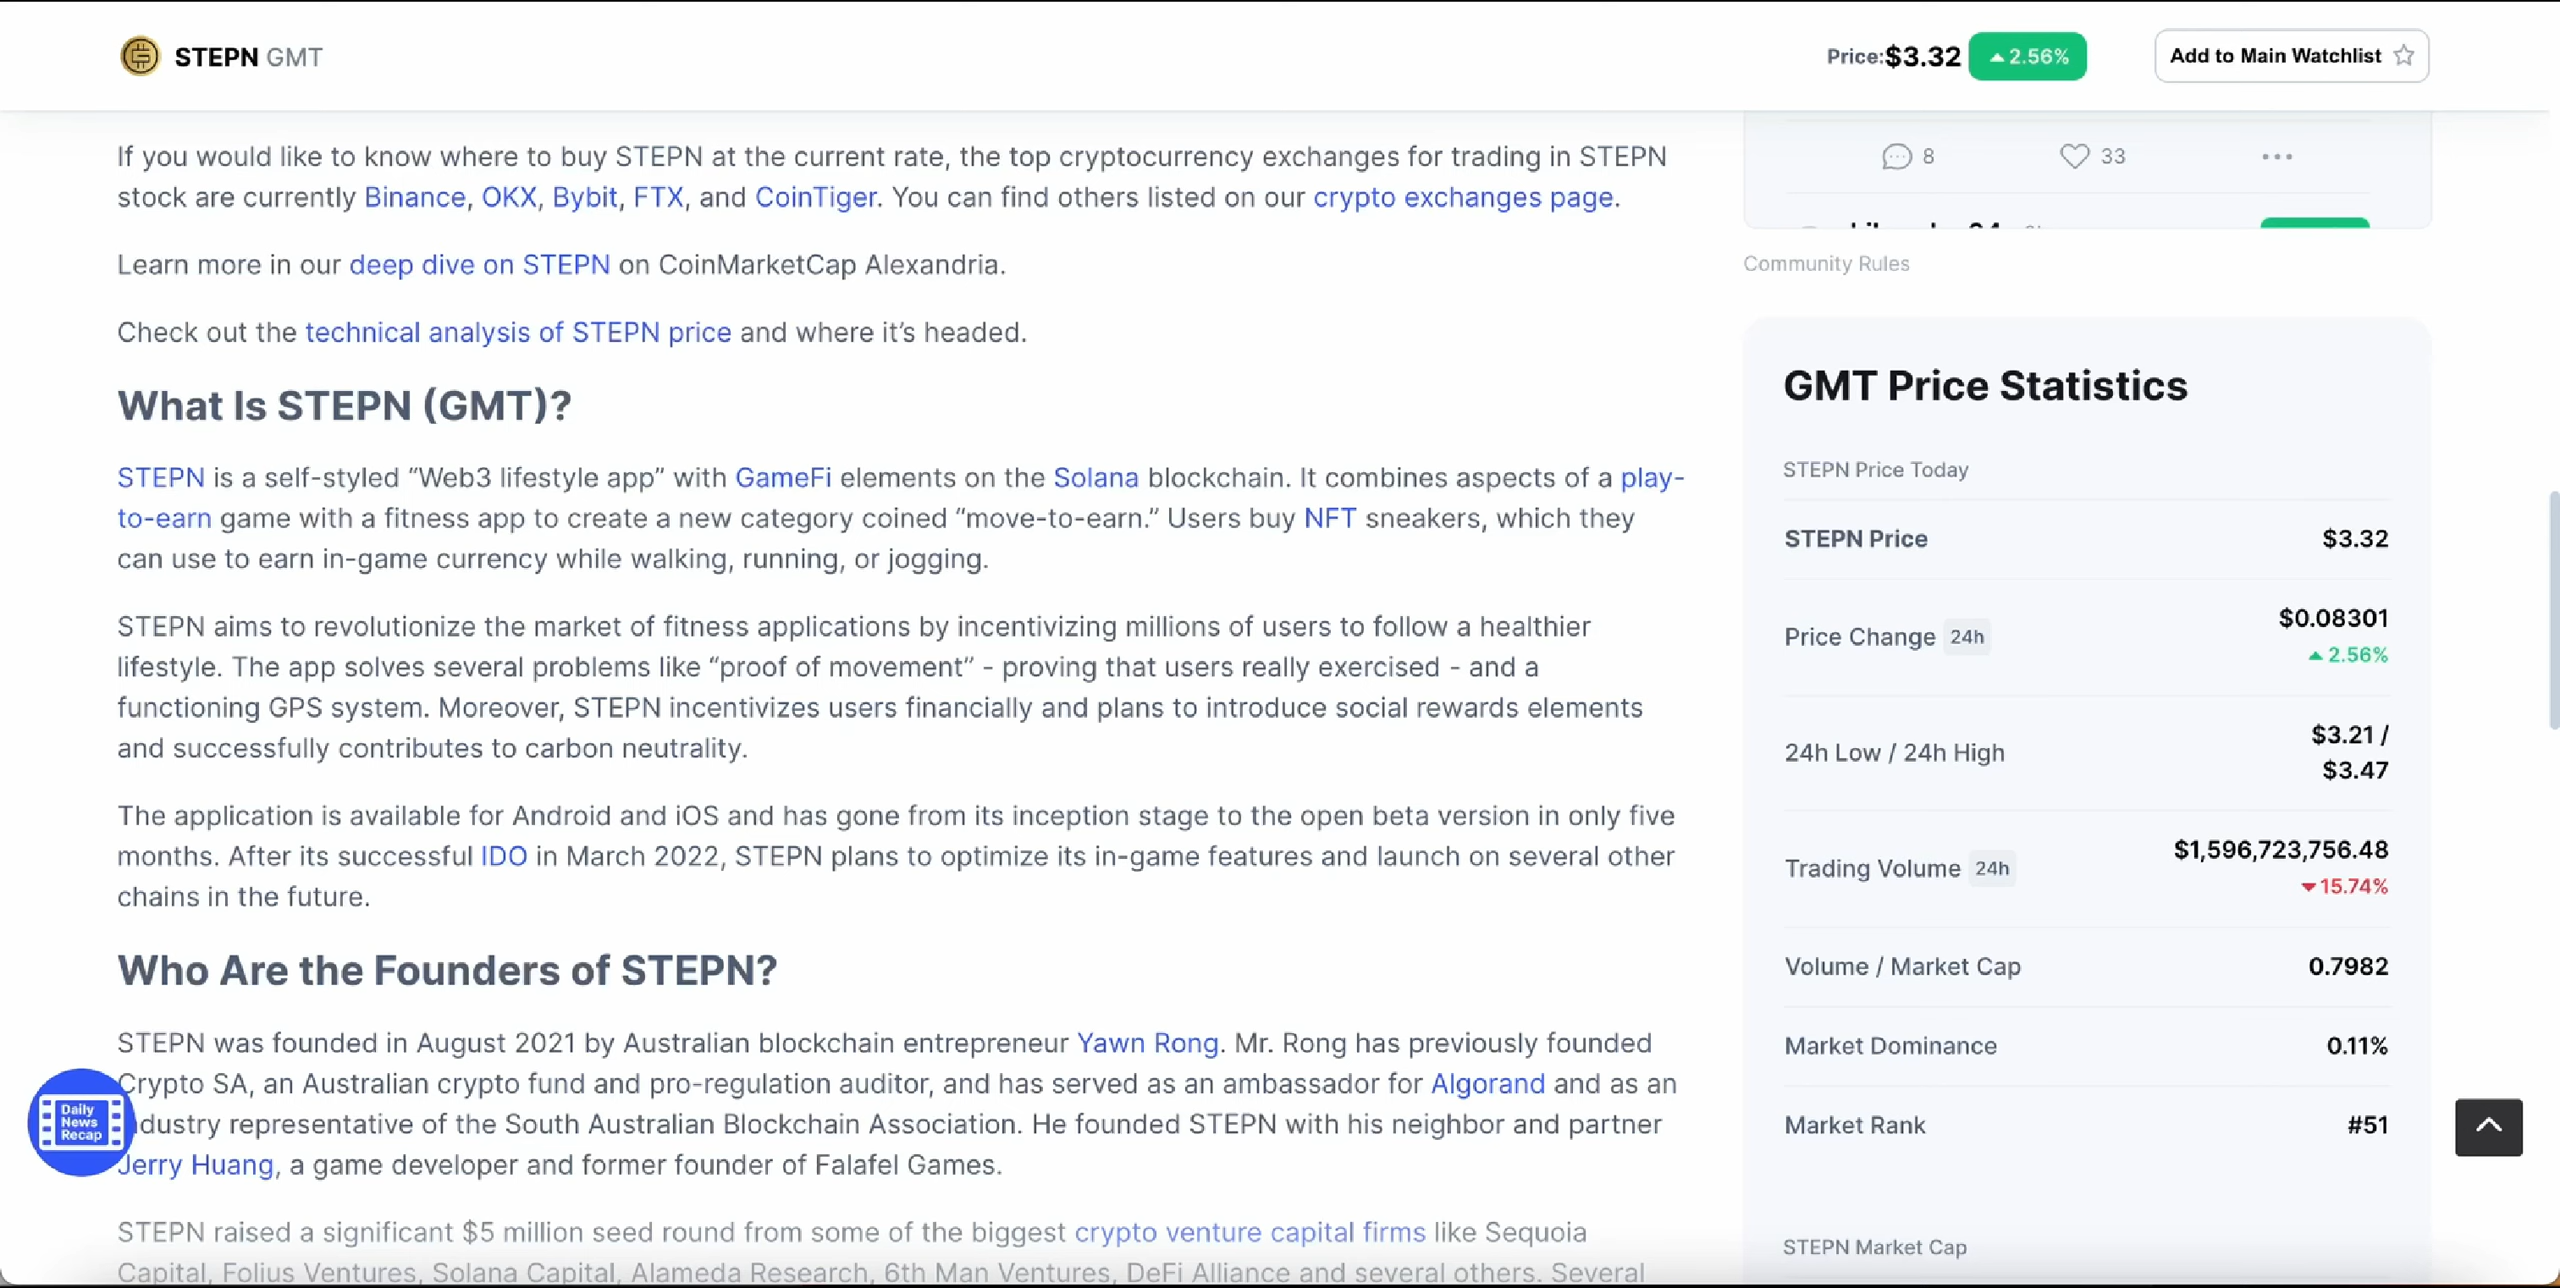 STEPN GMT
Price:$3.32 2.56%
Add to Main Watchlist
If you would like to know where to buy STEPN at the current rate, the top cryptocurrency exchanges for trading in STEPN
stock are currently Binance, OKX, Bybit, FTX, and CoinTiger. You can find others listed on our crypto exchanges page.
Learn more in our deep dive on STEPN on CoinMarketCap Alexandria.
Check out the technical analysis of STEPN price and where it’s headed.
What Is STEPN (GMT)?
STEPN is a self-styled “Web3 lifestyle app” with GameFi elements on the Solana blockchain. It combines aspects of a play-
to-earn game with a fitness app to create a new category coined “move-to-earn.” Users buy NFT sneakers, which they
can use to earn in-game currency while walking, running, or jogging.
STEPN aims to revolutionize the market of fitness applications by incentivizing millions of users to follow a healthier
lifestyle. The app solves several problems like “proof of movement” - proving that users really exercised - and a
functioning GPS system. Moreover, STEPN incentivizes users financially and plans to introduce social rewards elements
and successfully contributes to carbon neutrality.
The application is available for Android and iOS and has gone from its inception stage to the open beta version in only five
months. After its successful IDO in March 2022, STEPN plans to optimize its in-game features and launch on several other
chains in the future.
Who Are the Founders of STEPN?
STEPN was founded in August 2021 by Australian blockchain entrepreneur Yawn Rong. Mr. Rong has previously founded
Crypto SA, an Australian crypto fund and pro-regulation auditor, and has served as an ambassador for Algorand and as an
industry representative of the South Australian Blockchain Association. He founded STEPN with his neighbor and partner
Jerry Huang, a game developer and former founder of Falafel Games.
STEPN raised a significant $5 million seed round from some of the biggest crypto venture capital firms like Sequoia
Capital, Folius Ventures, Solana Capital, Alameda Research, 6th Man Ventures, DeFi Alliance and several others. Several
Daily
News
Recap
8 33
Community Rules
GMT Price Statistics
STEPN Price Today
STEPN Price $3.32
Price Change 24h $0.08301
2.56%
24h Low / 24h High $3.21 /
$3.47
Trading Volume 24h $1,596,723,756.48
15.74%
Volume / Market Cap 0.7982
Market Dominance 0.11%
Market Rank #51
STEPN Market Cap